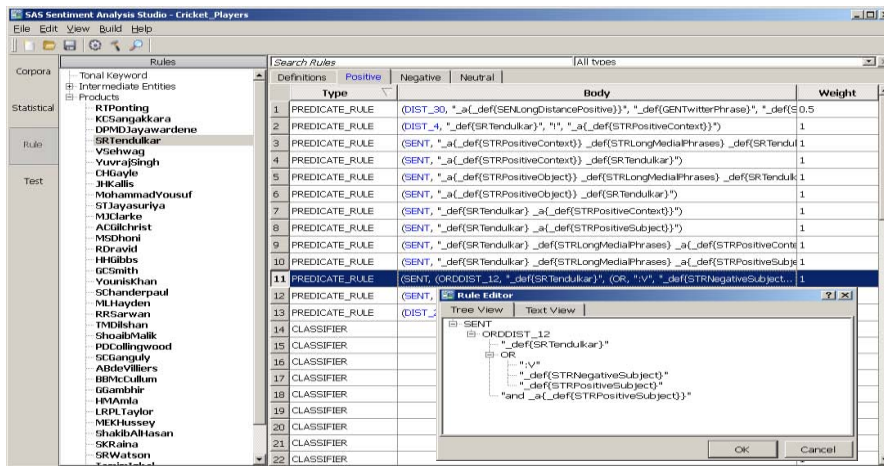 SAS Sentiment Analysis Studio - Cricket_Players
File Edit View Build Help
Corpora
Statistical
Rule
Test
Rules
Tonal Keyword
Intermediate Entities
Products
RTPonting
KCSangakkara
DPMDJayawardene
SRTendulkar
VSehwag
YuvrajSingh
CHGayle
JHKallis
MohammadYousuf
STJayasuriya
MJClarke
ACGilchrist
MSDhoni
RDravid
HHGibbs
GCSmith
YounisKhan
SChanderpaul
MLHayden
RRSarwan
TMDilshan
ShoaibMalik
PDCollingwood
SCGanguly
ABdeVilliers
BBMcCullum
GGambhir
HMAmla
LRPLTaylor
MEKHussey
ShakibAlHasan
SKRaina
SRWatson
TamimIqbal
Search Rules All types
Definitions Positive Negative Neutral
Type Body Weight
1 PREDICATE_RULE (DIST_30, "_a{_def{SENLongDistancePositive}}", "_def{GENTwitterPhrase}", "_def{S 0.5
2 PREDICATE_RULE (DIST_4, "_def{SRTendulkar}", "!", "_a{_def{STRPositiveContext}}") 1
3 PREDICATE_RULE (SENT, "_a{_def{STRPositiveContext}} _def{STRLongMedialPhrases} _def{SRTendul 1
4 PREDICATE_RULE (SENT, "_a{_def{STRPositiveContext}} _def{SRTendulkar}") 1
5 PREDICATE_RULE (SENT, "_a{_def{STRPositiveObject}} _def{STRLongMedialPhrases} _def{SRTendulk 1
6 PREDICATE_RULE (SENT, "_a{_def{STRPositiveObject}} _def{SRTendulkar}") 1
7 PREDICATE_RULE (SENT, "_def{SRTendulkar} _a{_def{STRPositiveContext}}") 1
8 PREDICATE_RULE (SENT, "_def{SRTendulkar} _a{_def{STRPositiveSubject}}") 1
9 PREDICATE_RULE (SENT, "_def{SRTendulkar} _def{STRLongMedialPhrases} _a{_def{STRPositiveConte 1
10 PREDICATE_RULE (SENT, "_def{SRTendulkar} _def{STRLongMedialPhrases} _a{_def{STRPositiveSubje 1
11 PREDICATE_RULE (SENT, (ORDDIST_12, "_def{SRTendulkar}", (OR, ":V", "_def{STRNegativeSubject... 1
12 PREDICATE_RULE (SENT,
13 PREDICATE_RULE (DIST_2
14 CLASSIFIER
15 CLASSIFIER
16 CLASSIFIER
17 CLASSIFIER
18 CLASSIFIER
19 CLASSIFIER
20 CLASSIFIER
21 CLASSIFIER
22 CLASSIFIER
Rule Editor
Tree View Text View
SENT
ORDDIST_12
"_def{SRTendulkar}"
OR
":V"
"_def{STRNegativeSubject}"
"_def{STRPositiveSubject}"
"and _a{_def{STRPositiveSubject}}"
OK Cancel